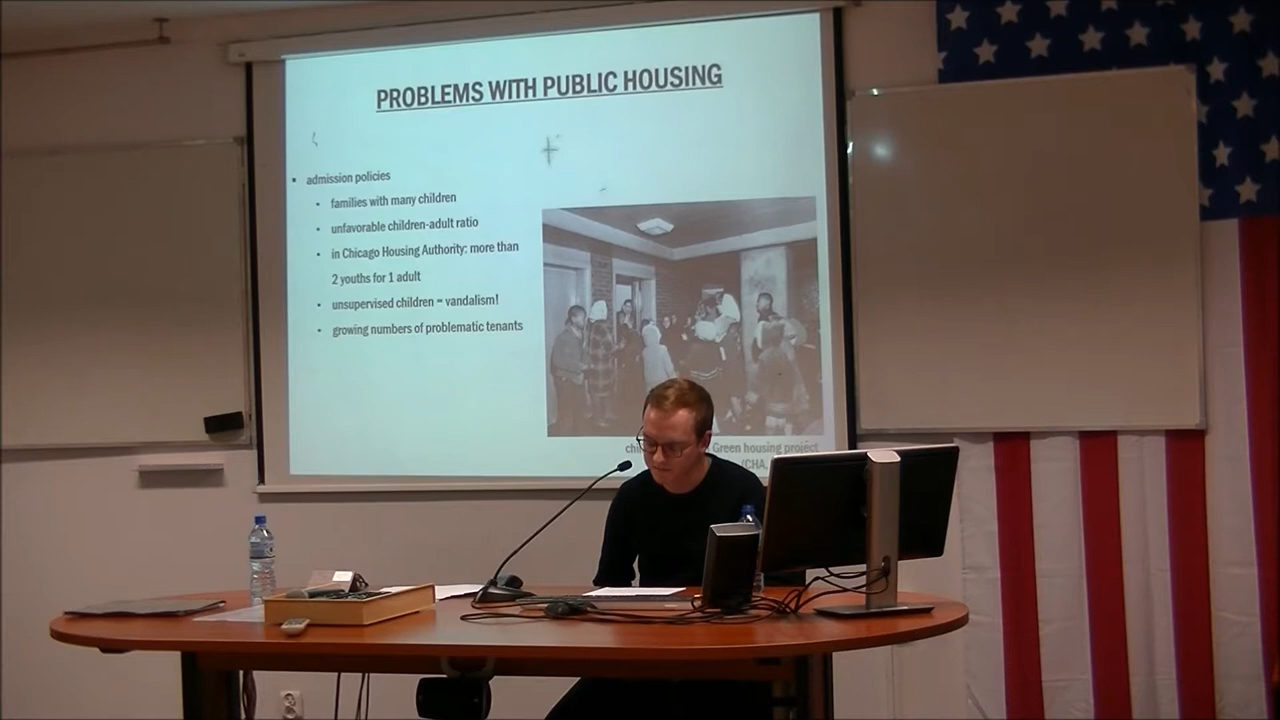 PROBLEMS WITH PUBLIC HOUSING
admission policies
families with many children
unfavorable children-adult ratio
in Chicago Housing Authority: more than
2 youths for 1 adult
unsupervised children = vandalism!
growing numbers of problematic tenants
Green housing project
/CHA,